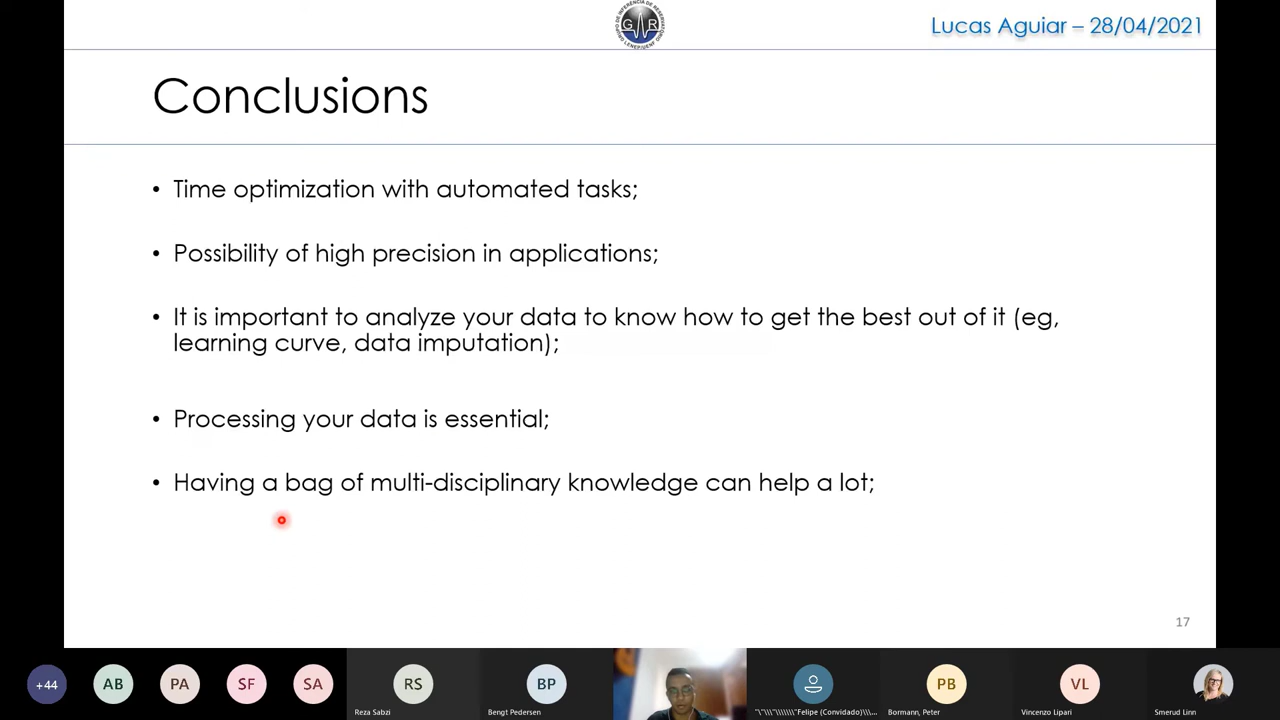 GIR
Lucas Aguiar – 28/04/2021
Conclusions
• Time optimization with automated tasks;
• Possibility of high precision in applications;
• It is important to analyze your data to know how to get the best out of it (eg,
learning curve, data imputation);
• Processing your data is essential;
• Having a bag of multi-disciplinary knowledge can help a lot;
17
+44
AB
PA
SF
SA
RS
BP
PB
VL
Reza Sabzi
Bengt Pedersen
"\"\\\"\\\\\\\"Felipe (Convidado)\\\...
Bormann, Peter
Vincenzo Lipari
Smerud Linn